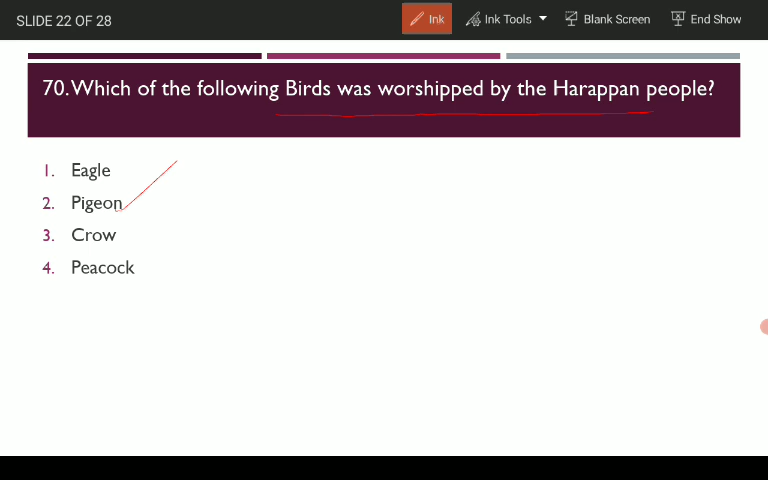 SLIDE 22 OF 28
Ink
Ink Tools
Blank Screen
End Show
70. Which of the following Birds was worshipped by the Harappan people?
1. Eagle
2. Pigeon
3. Crow
4. Peacock